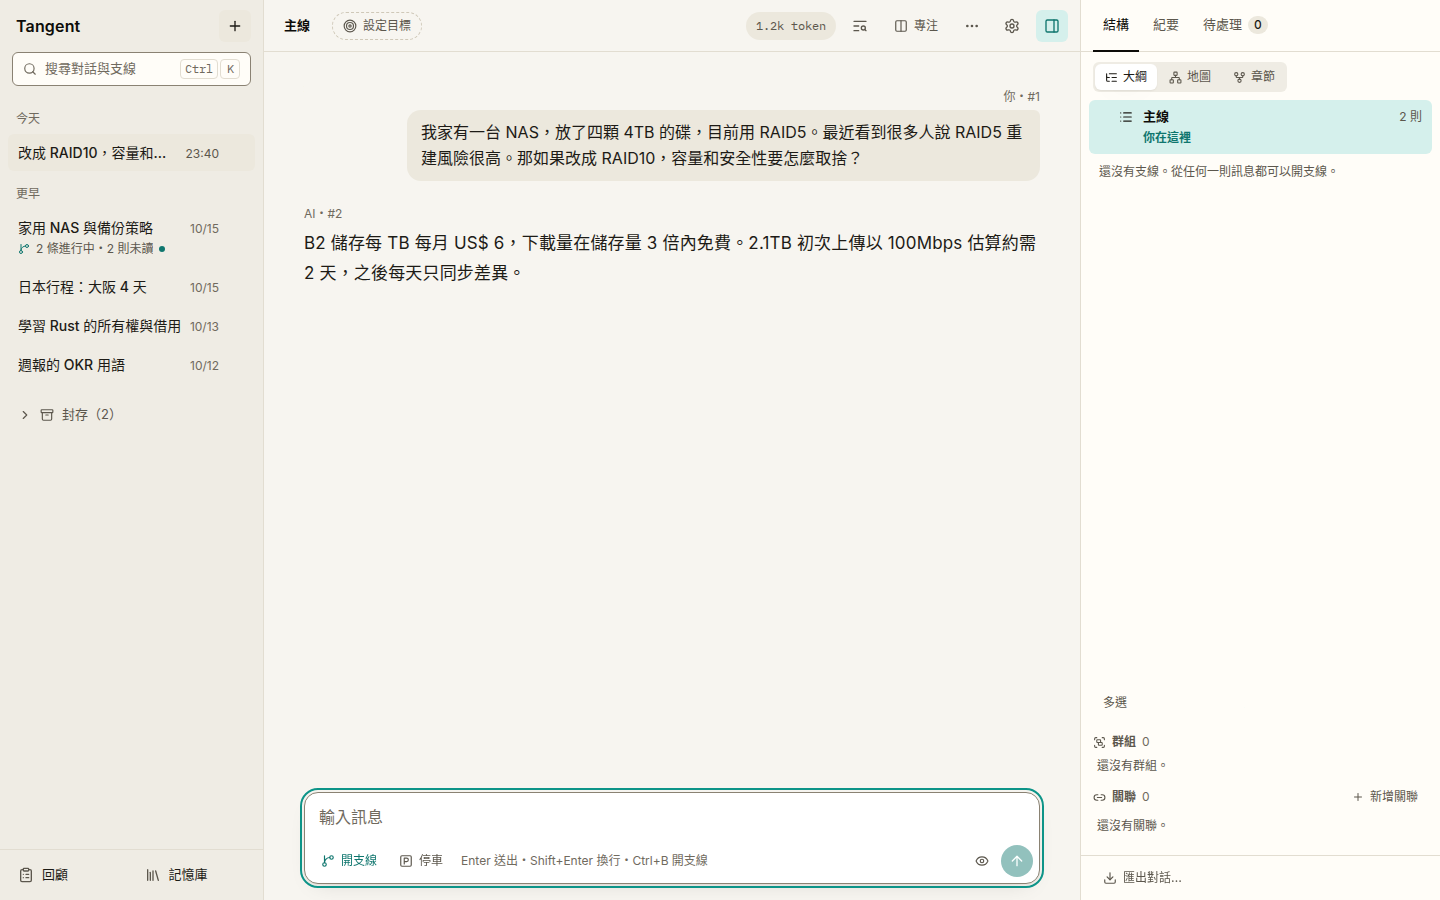 Tangent
搜尋對話與支線 Ctrl K
今天
改成 RAID10，容量和... 23:40
更早
家用 NAS 與備份策略 10/15
2 條進行中・2 則未讀
日本行程：大阪 4 天 10/15
學習 Rust 的所有權與借用 10/13
週報的 OKR 用語 10/12
封存（2）
回顧
記憶庫
主線
設定目標
1.2k token
專注
你・#1
我家有一台 NAS，放了四顆 4TB 的碟，目前用 RAID5。最近看到很多人說 RAID5 重
建風險很高。那如果改成 RAID10，容量和安全性要怎麼取捨？
AI・#2
B2 儲存每 TB 每月 US$ 6，下載量在儲存量 3 倍內免費。2.1TB 初次上傳以 100Mbps 估算約需
2 天，之後每天只同步差異。
輸入訊息
開支線
停車
Enter 送出・Shift+Enter 換行・Ctrl+B 開支線
結構
紀要
待處理 0
大綱
地圖
章節
主線 2 則
你在這裡
還沒有支線。從任何一則訊息都可以開支線。
多選
群組 0
還沒有群組。
關聯 0
新增關聯
還沒有關聯。
匯出對話...